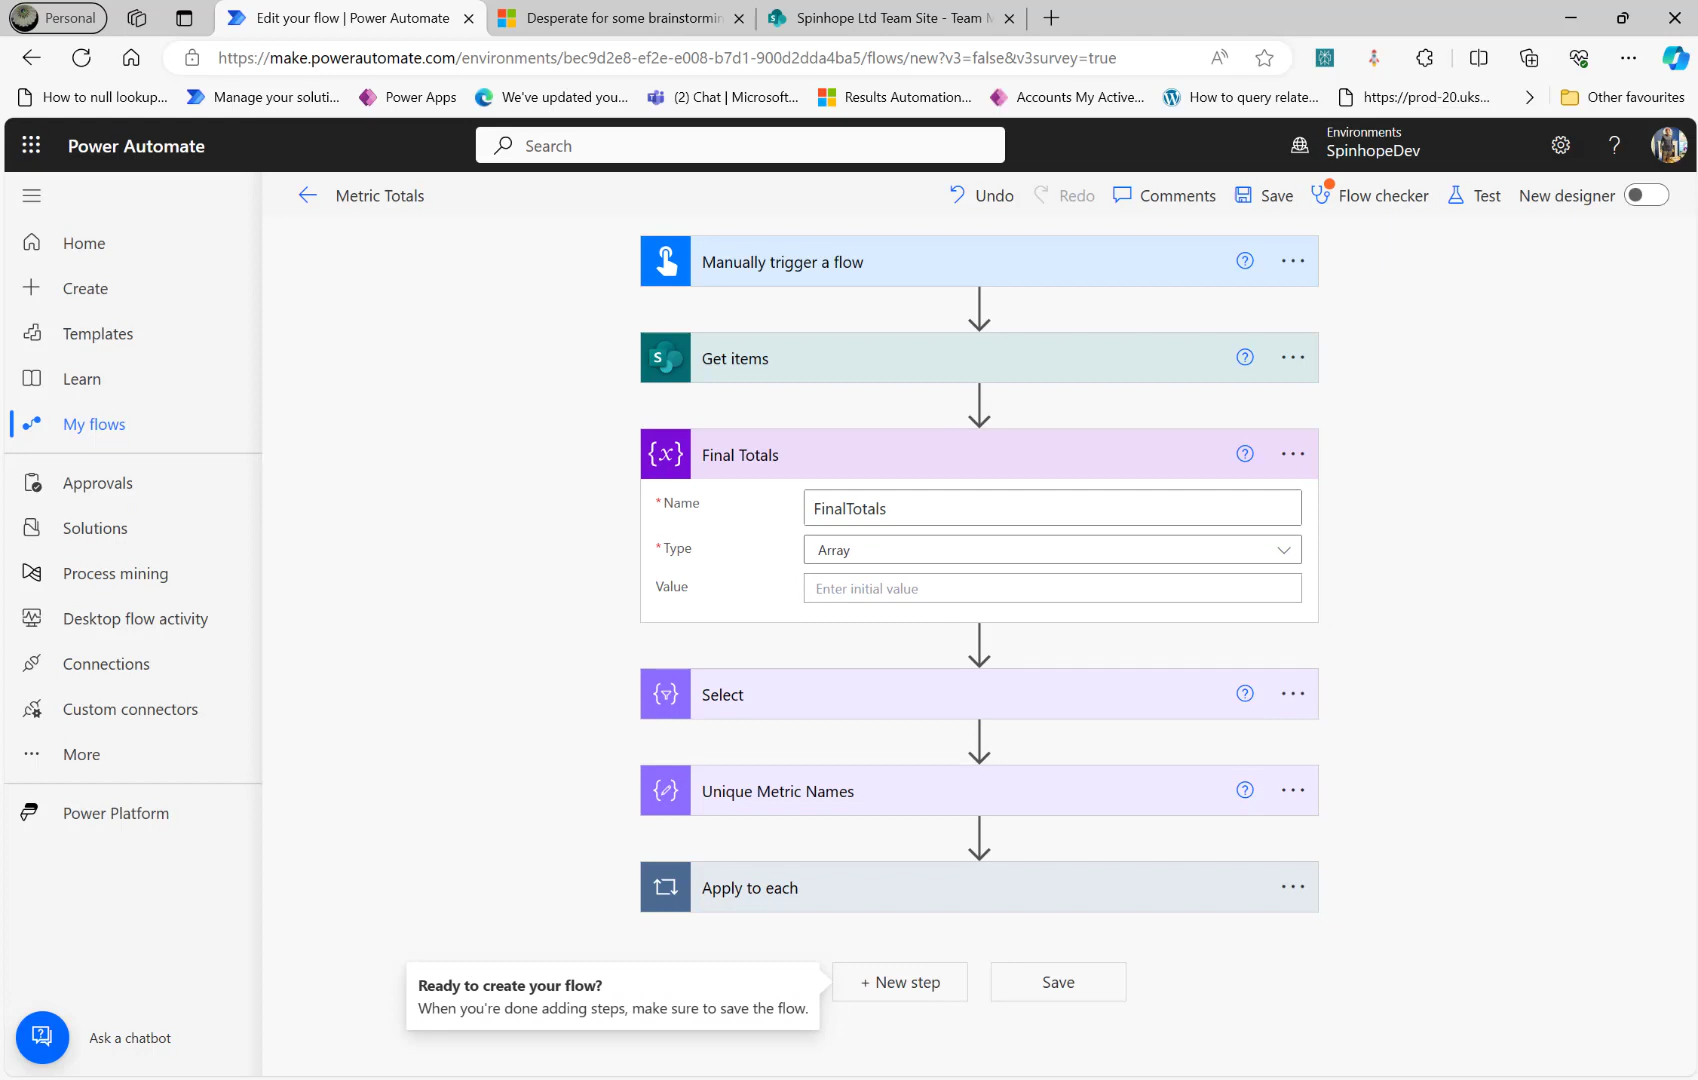 Personal
Edit your flow | Power Automate
Desperate for some brainstormin
Spinhope Ltd Team Site - Team M
https://make.powerautomate.com/environments/bec9d2e8-ef2e-e008-b7d1-900d2dda4ba5/flows/new?v3=false&v3survey=true
How to null lookup...
Manage your soluti...
Power Apps
We've updated you...
(2) Chat | Microsoft...
Results Automation...
Accounts My Active...
How to query relate...
https://prod-20.uks...
Other favourites
Power Automate
Search
Environments
SpinhopeDev
Metric Totals
Undo
Redo
Comments
Save
Flow checker
Test
New designer
Home
Create
Templates
Learn
My flows
Approvals
Solutions
Process mining
Desktop flow activity
Connections
Custom connectors
More
Power Platform
Ask a chatbot
Manually trigger a flow
Get items
Final Totals
* Name
FinalTotals
* Type
Array
Value
Enter initial value
Select
Unique Metric Names
Apply to each
Ready to create your flow?
When you're done adding steps, make sure to save the flow.
+ New step
Save